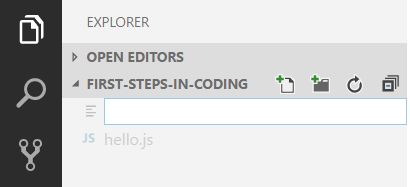 EXPLORER
OPEN EDITORS
FIRST-STEPS-IN-CODING
JS hello.js